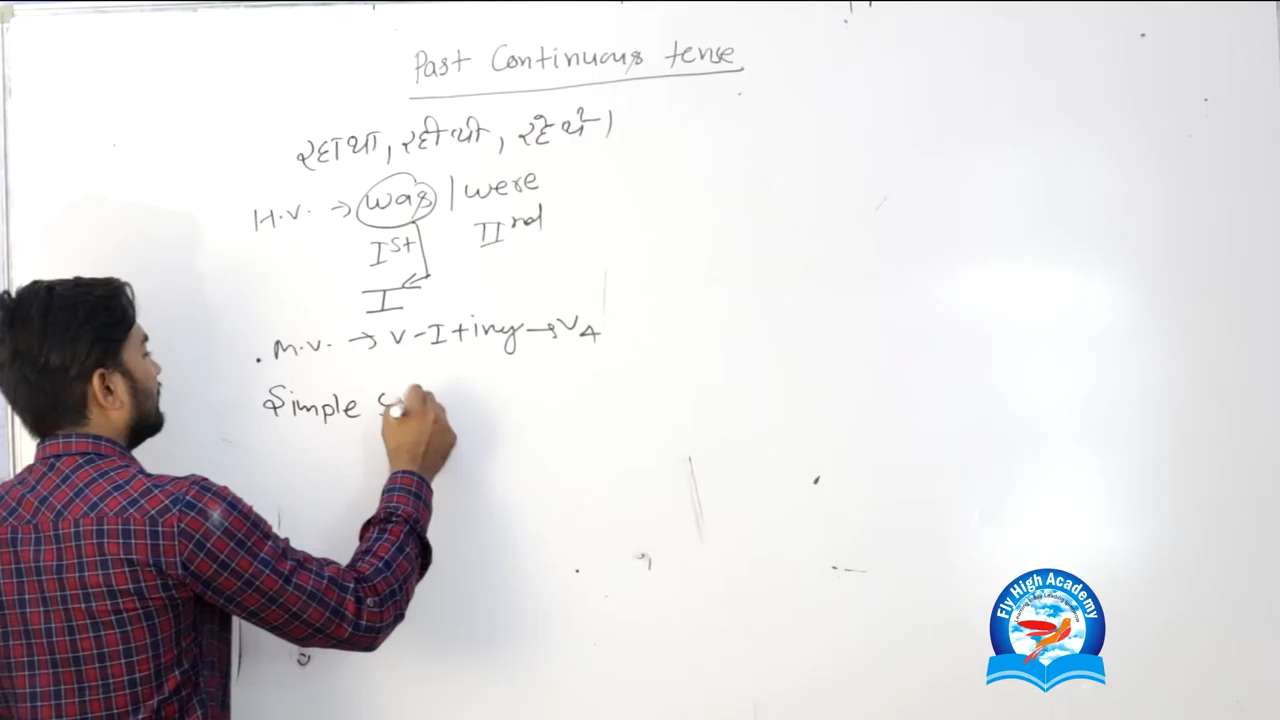 Past Continuous tense
रहा था, रही थी, रहे थे।
H.V. → was | were
Ist IInd
I
. M.V. → V-I+ing → V4
Simple S
Fly High Academy